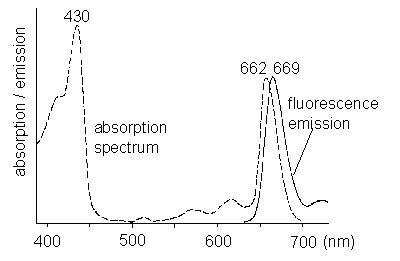 430
662 669
absorption / emission
absorption
spectrum
fluorescence
emission
400 500 600 700 (nm)